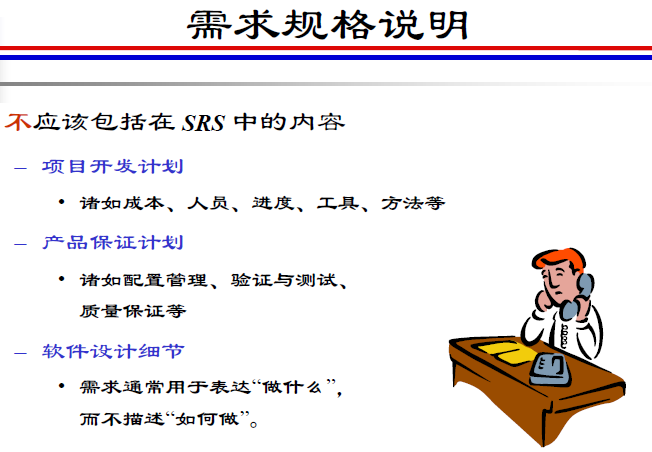 需求规格说明
不应该包括在 SRS 中的内容
– 项目开发计划
• 诸如成本、人员、进度、工具、方法等
– 产品保证计划
• 诸如配置管理、验证与测试、
质量保证等
– 软件设计细节
• 需求通常用于表达“做什么”，
而不描述“如何做”。